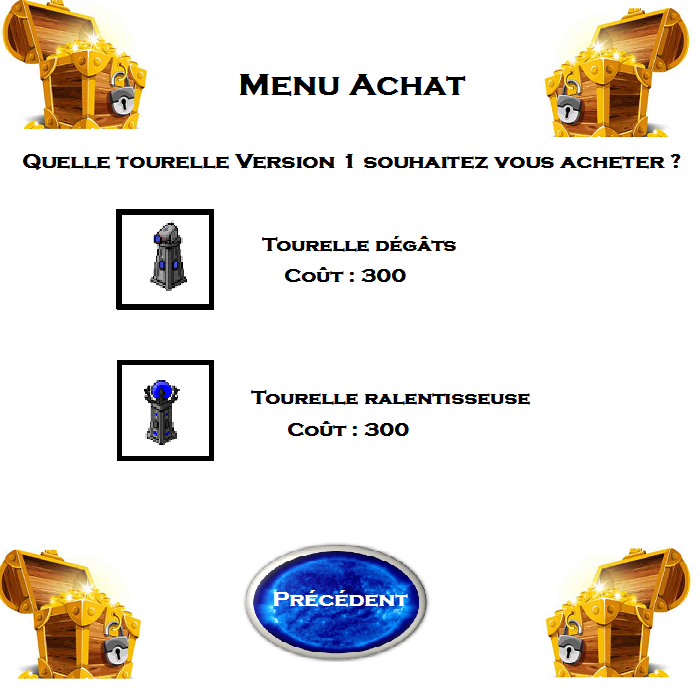 Menu Achat
Quelle tourelle Version 1 souhaitez vous acheter ?
Tourelle dégâts
Coût : 300
Tourelle ralentisseuse
Coût : 300
Précédent